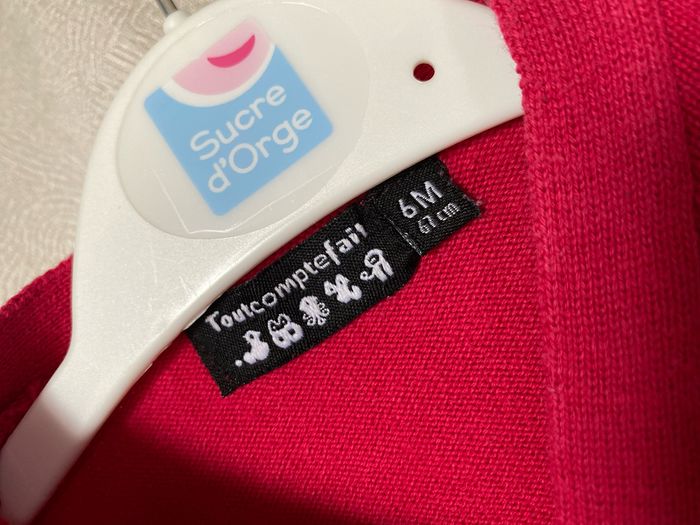 Sucre
d'Orge
Toutcomptefait
6M
67 cm